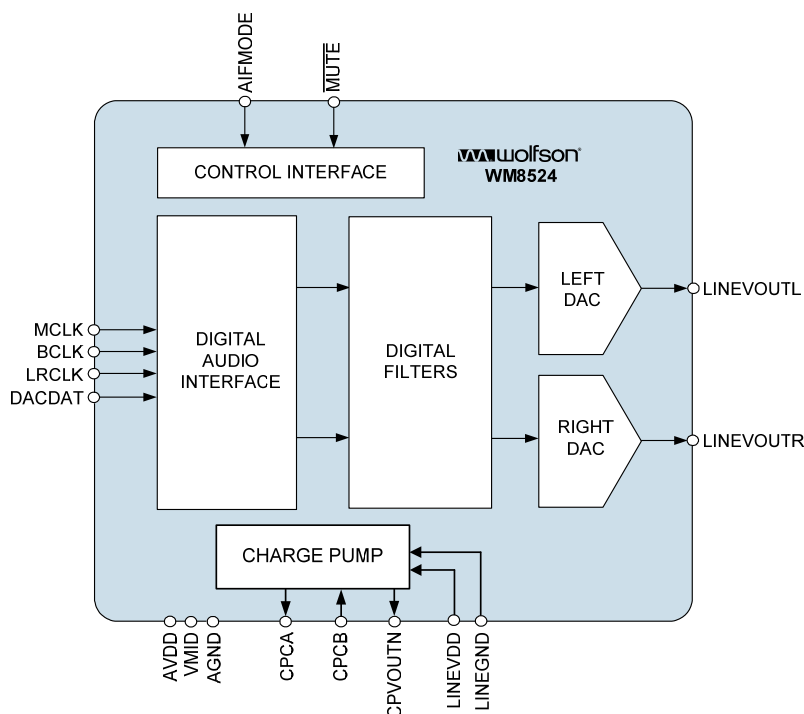 AIFMODE
MUTE
CONTROL INTERFACE
wolfson®
WM8524
MCLK
BCLK
LRCLK
DACDAT
DIGITAL
AUDIO
INTERFACE
DIGITAL
FILTERS
LEFT
DAC
LINEVOUTL
RIGHT
DAC
LINEVOUTR
CHARGE PUMP
AVDD
VMID
AGND
CPCA
CPCB
CPVOUTN
LINEVDD
LINEGND